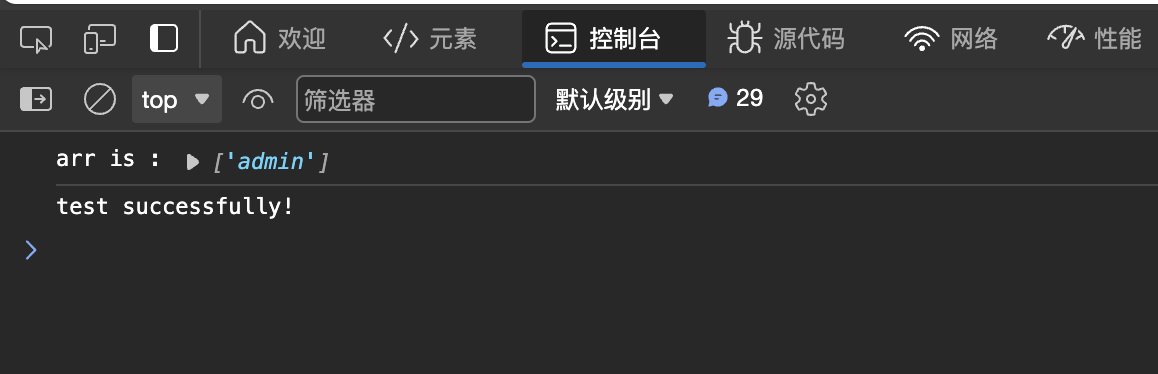 欢迎 </> 元素 控制台 源代码 网络 性能
top 筛选器 默认级别 29
arr is : ['admin']
test successfully!